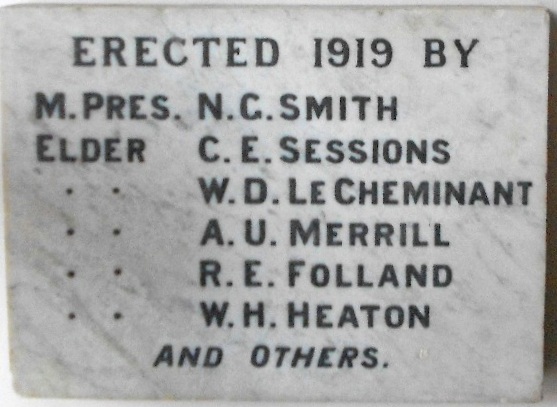 ERECTED 1919 BY
M. PRES. N. G. SMITH
ELDER C. E. SESSIONS
· · W. D. LE CHEMINANT
· · A. U. MERRILL
· · R. E. FOLLAND
· · W. H. HEATON
AND OTHERS.